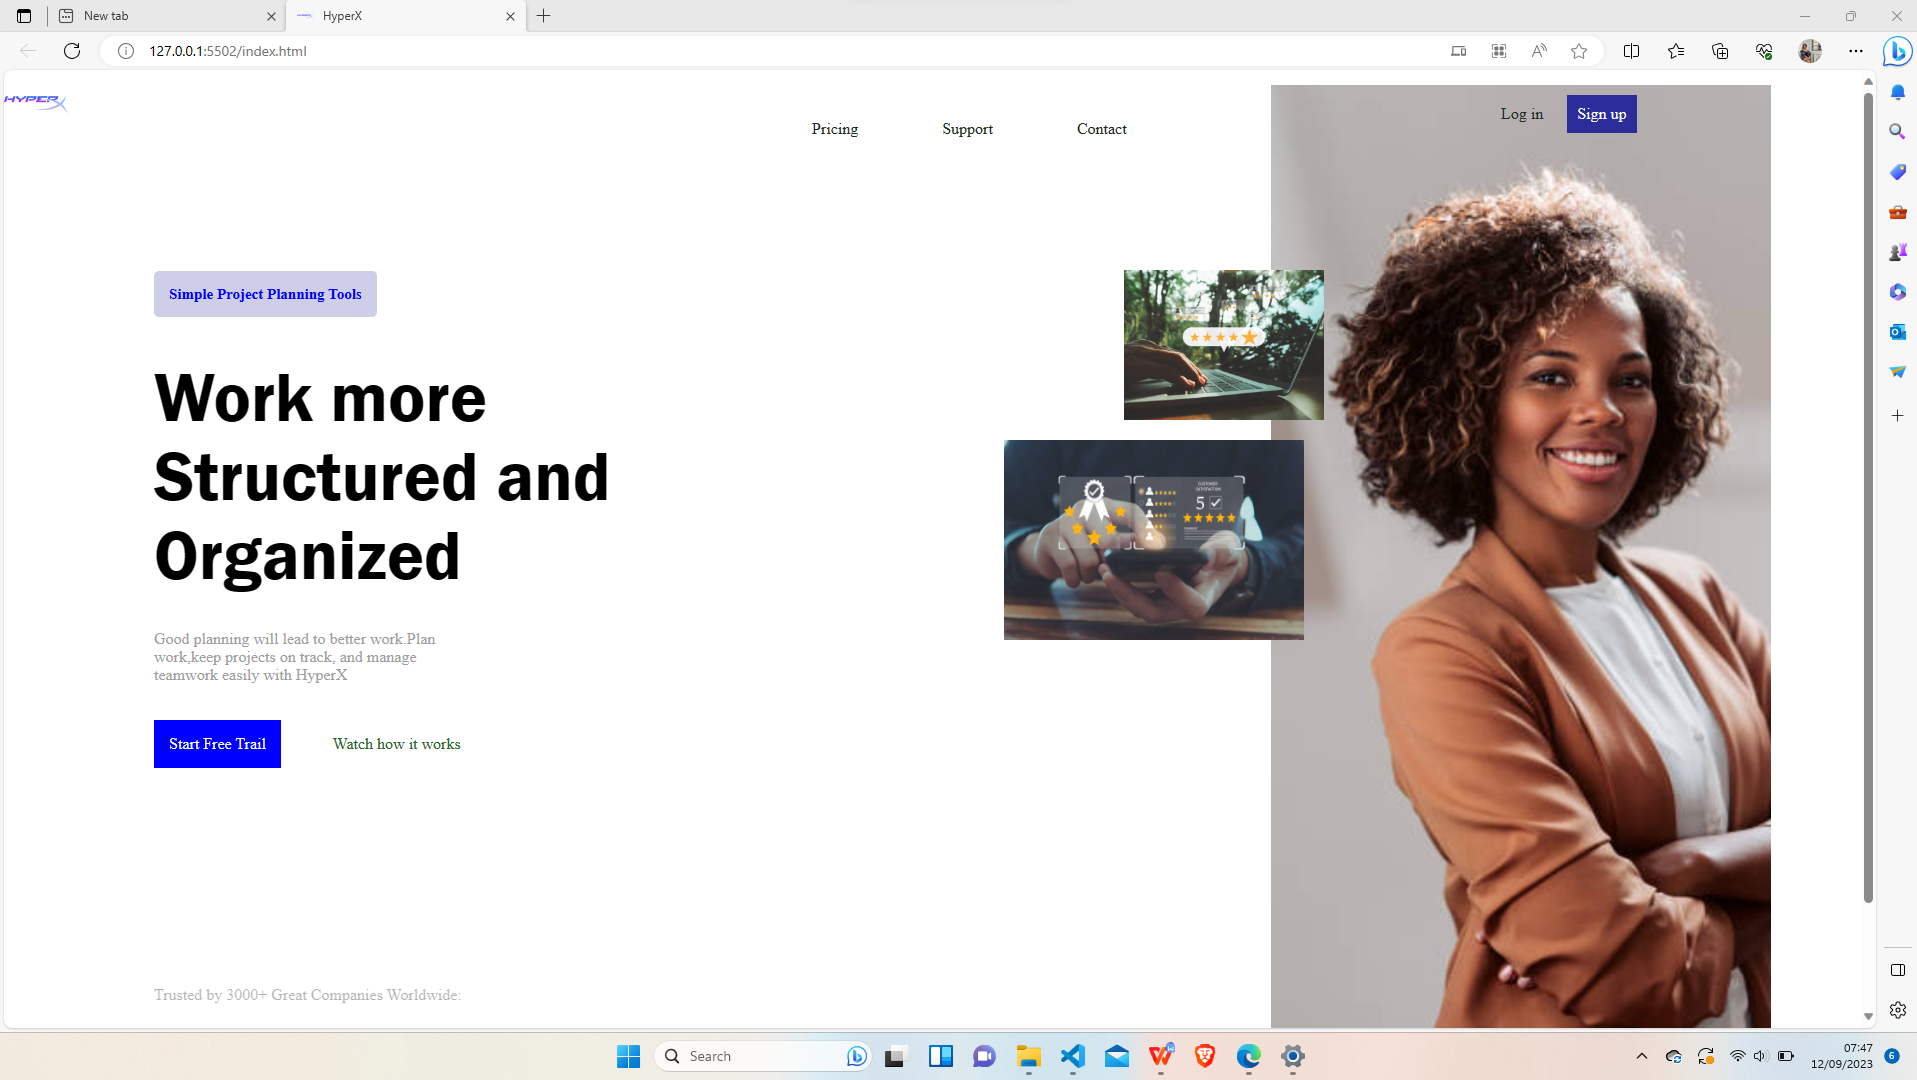 New tab
HyperX
127.0.0.1:5502/index.html
HYPERX
Pricing
Support
Contact
Log in
Sign up
Simple Project Planning Tools
Work more
Structured and
Organized
CUSTOMER
SATISFACTION
5
Good planning will lead to better work.Plan
work,keep projects on track, and manage
teamwork easily with HyperX
Start Free Trail
Watch how it works
Trusted by 3000+ Great Companies Worldwide:
Search
07:47
12/09/2023
6